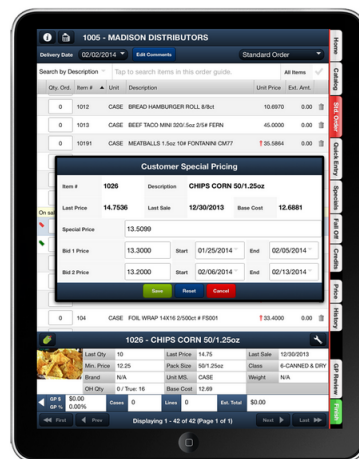 1005 - MADISON DISTRIBUTORS
Delivery Date 02/02/2014 Edit Comments Standard Order
Search by Description Tap to search items in this order guide. All Items
Qty. Ord. Item # Unit Description Unit Price Ext. Amt.
0 1012 CASE BREAD HAMBURGER ROLL 8/8ct 10.6970 0.00
0 1013 CASE BEEF TACO MINI 320/.5oz 2/5# FERN 45.0000 0.00
0 10191 CASE MEATBALLS 1.5oz 10# FONTANINI CM77 35.5864 0.00
Customer Special Pricing
Item # 1026 Description CHIPS CORN 50/1.25oz
Last Price 14.7536 Last Sale 12/30/2013 Base Cost 12.6881
On sal
Special Price 13.5099
Bid 1 Price 13.3000 Start 01/25/2014 End 02/05/2014
Bid 2 Price 13.2000 Start 02/06/2014 End 02/13/2014
Save Reset Cancel
0 104 CASE FOIL WRAP 14X16 2/500ct # F5001 33.4000 0.00
1026 - CHIPS CORN 50/1.25oz
Last Qty 10 Last Price 14.75 Last Sale 12/30/2013
Min. Price 12.25 Pack Size 50/1.25oz Class 6-CANNED & DRY
Brand N/A Unit MS. CASE Weight N/A
OH Qty 0 / True: 16 Base Cost 12.69
GP $ $0.00
GP % 0.00%
Cases 0 Lines 0 Est. Total $0.00
First Prev Displaying 1 - 42 of 42 (Page 1 of 1) Next Last
Home
Catalog
Std. Order
Quick Entry
Specials
Fall Off
Credits
Price
History
GP Review
Finish